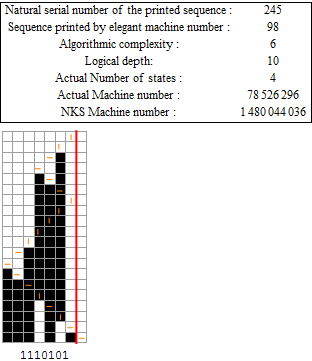 Natural serial number of the printed sequence : 245
Sequence printed by elegant machine number : 98
Algorithmic complexity : 6
Logical depth: 10
Actual Number of states : 4
Actual Machine number : 78 526 296
NKS Machine number : 1 480 044 036
1110101